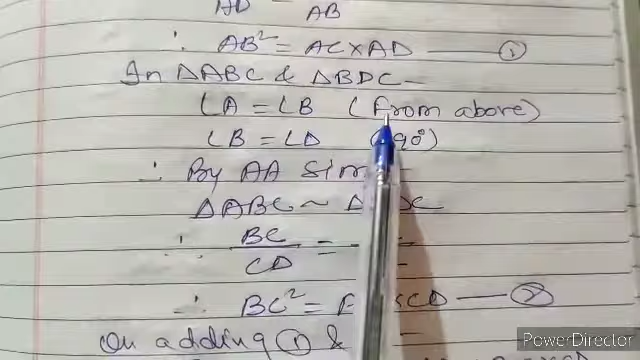 AD = AB
∴ AB² = AC×AD —— ①
In △ABC & △BDC—
∠A = ∠B (from above)
∠B = ∠D 90°)
∴ By AA Sim
△ABC ~ △ C
∴ BC =
CD
∴ BC² = CD —— ②
On adding ① &
PowerDirector